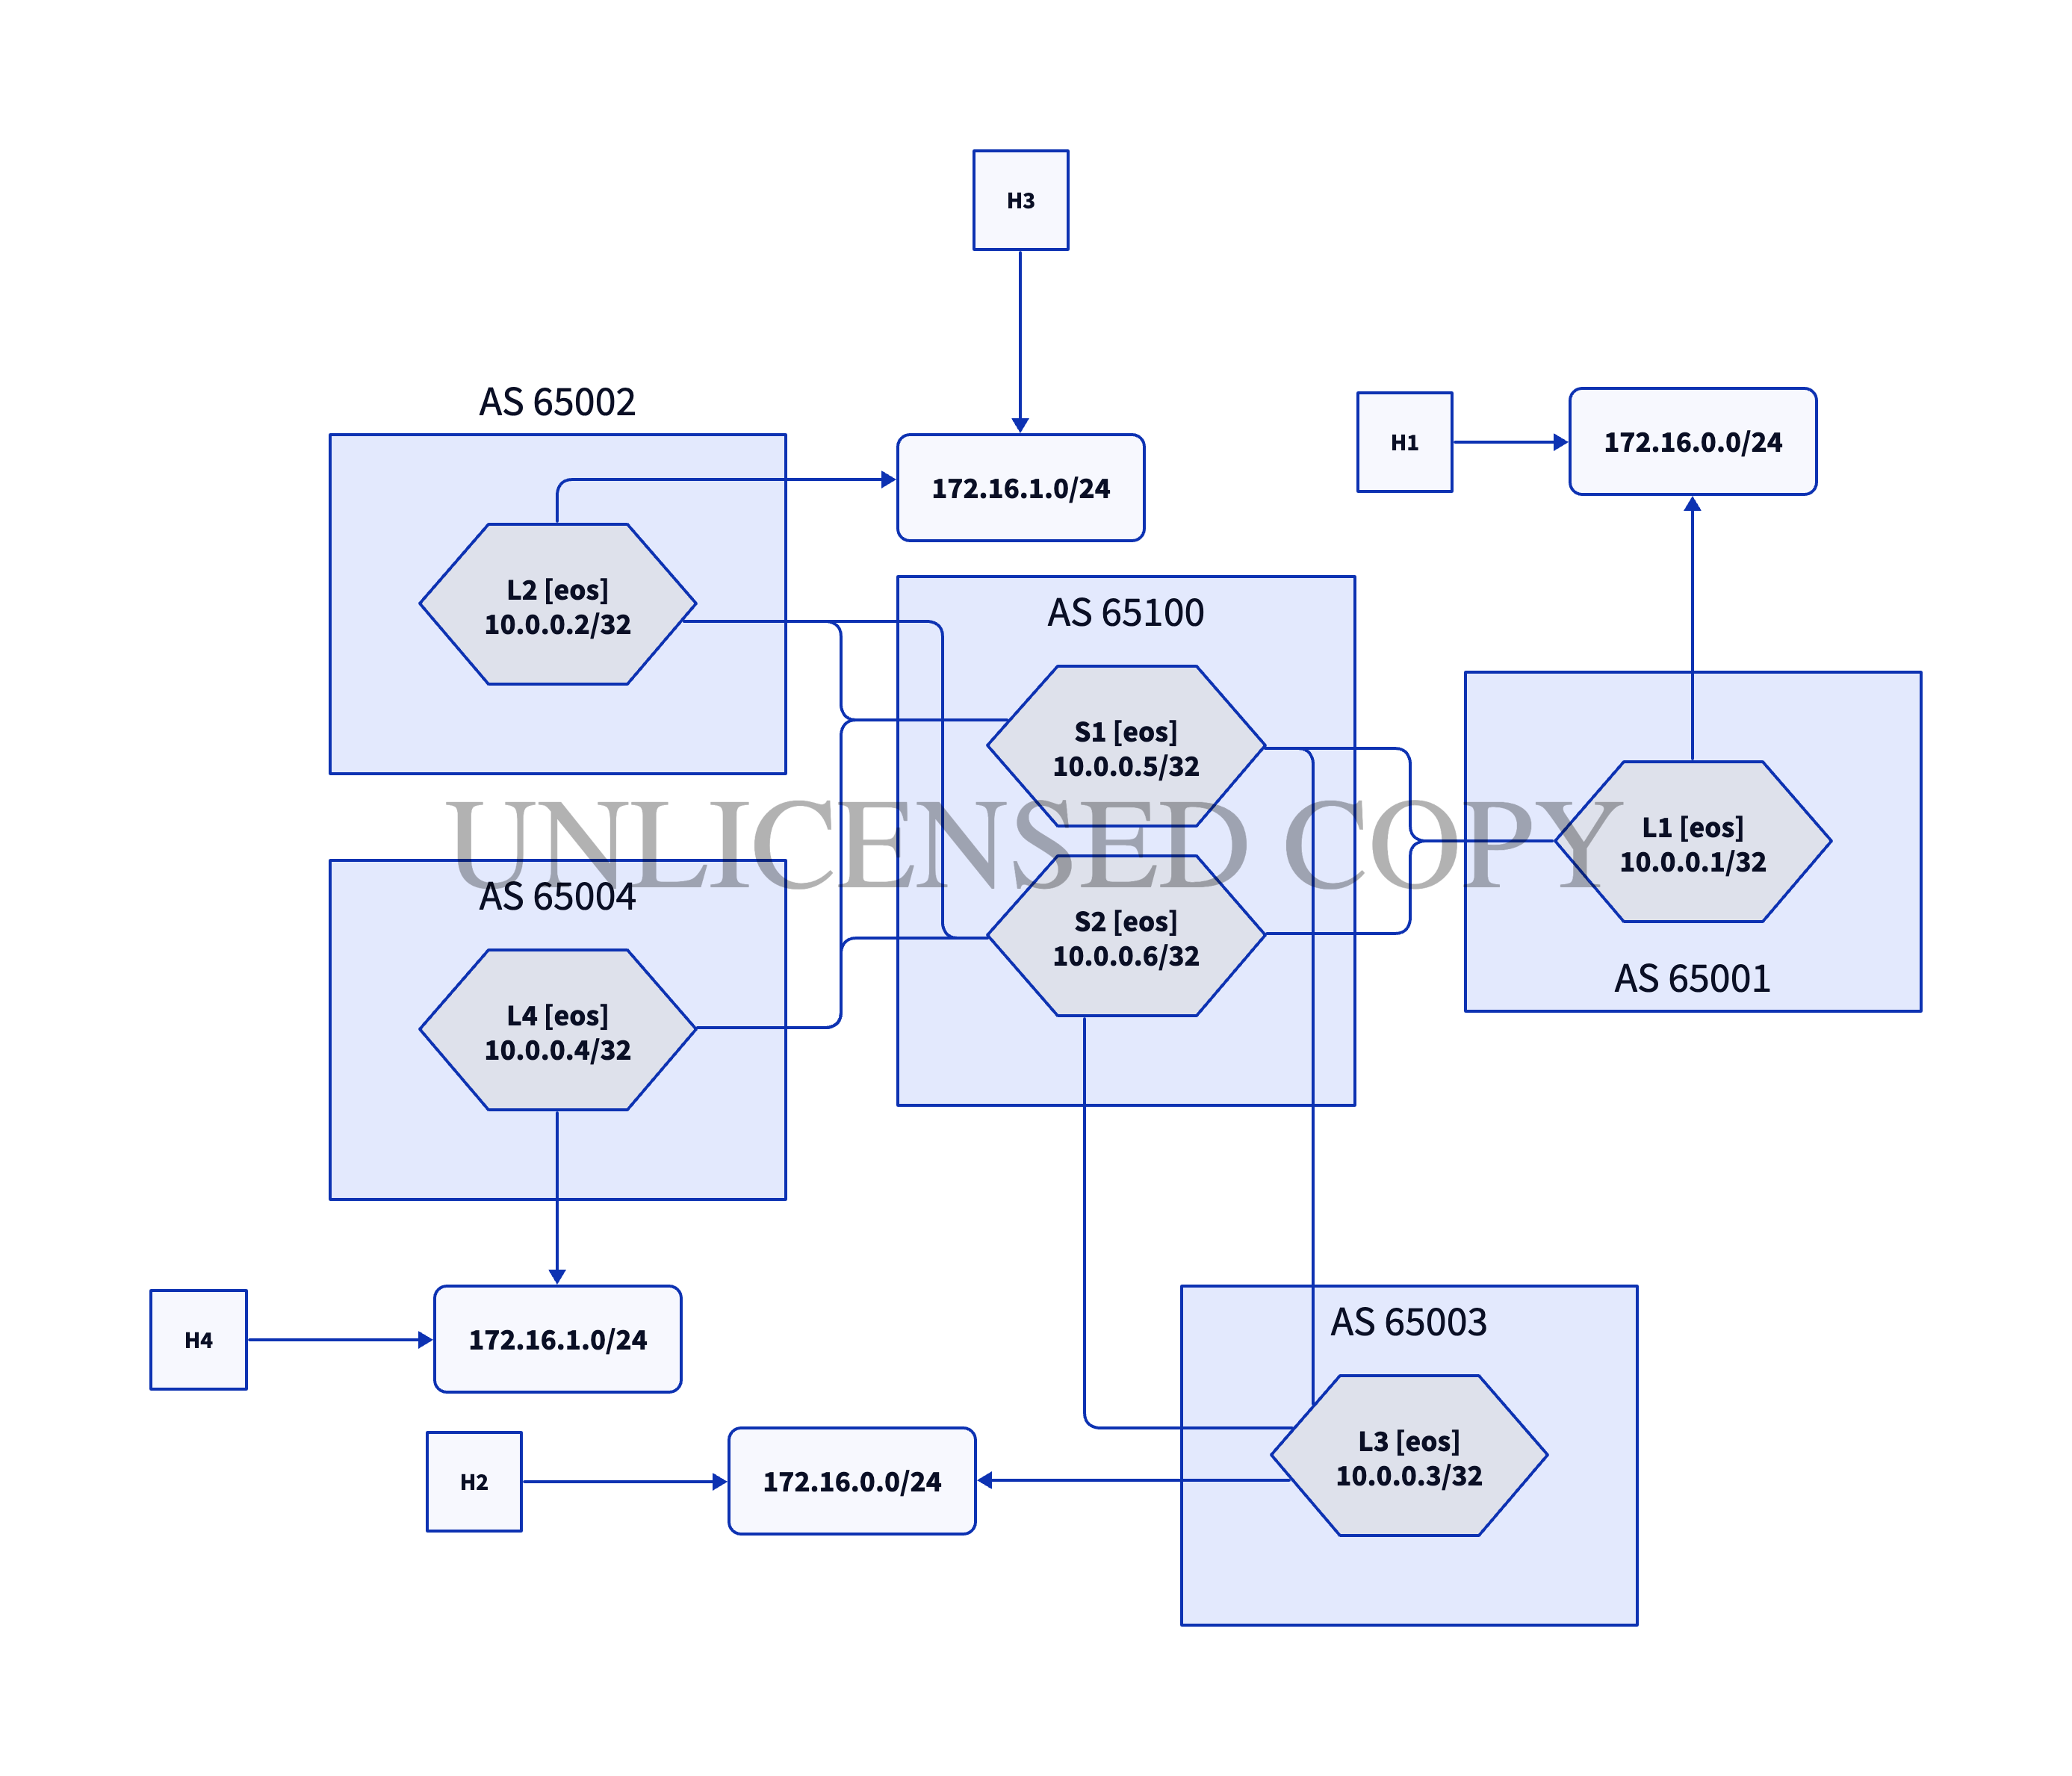 H3
AS 65002
H1
172.16.0.0/24
172.16.1.0/24
L2 [eos]
10.0.0.2/32
AS 65100
S1 [eos]
10.0.0.5/32
UNLICENSED COPY
L1 [eos]
10.0.0.1/32
AS 65004
S2 [eos]
10.0.0.6/32
AS 65001
L4 [eos]
10.0.0.4/32
H4
172.16.1.0/24
AS 65003
L3 [eos]
10.0.0.3/32
H2
172.16.0.0/24